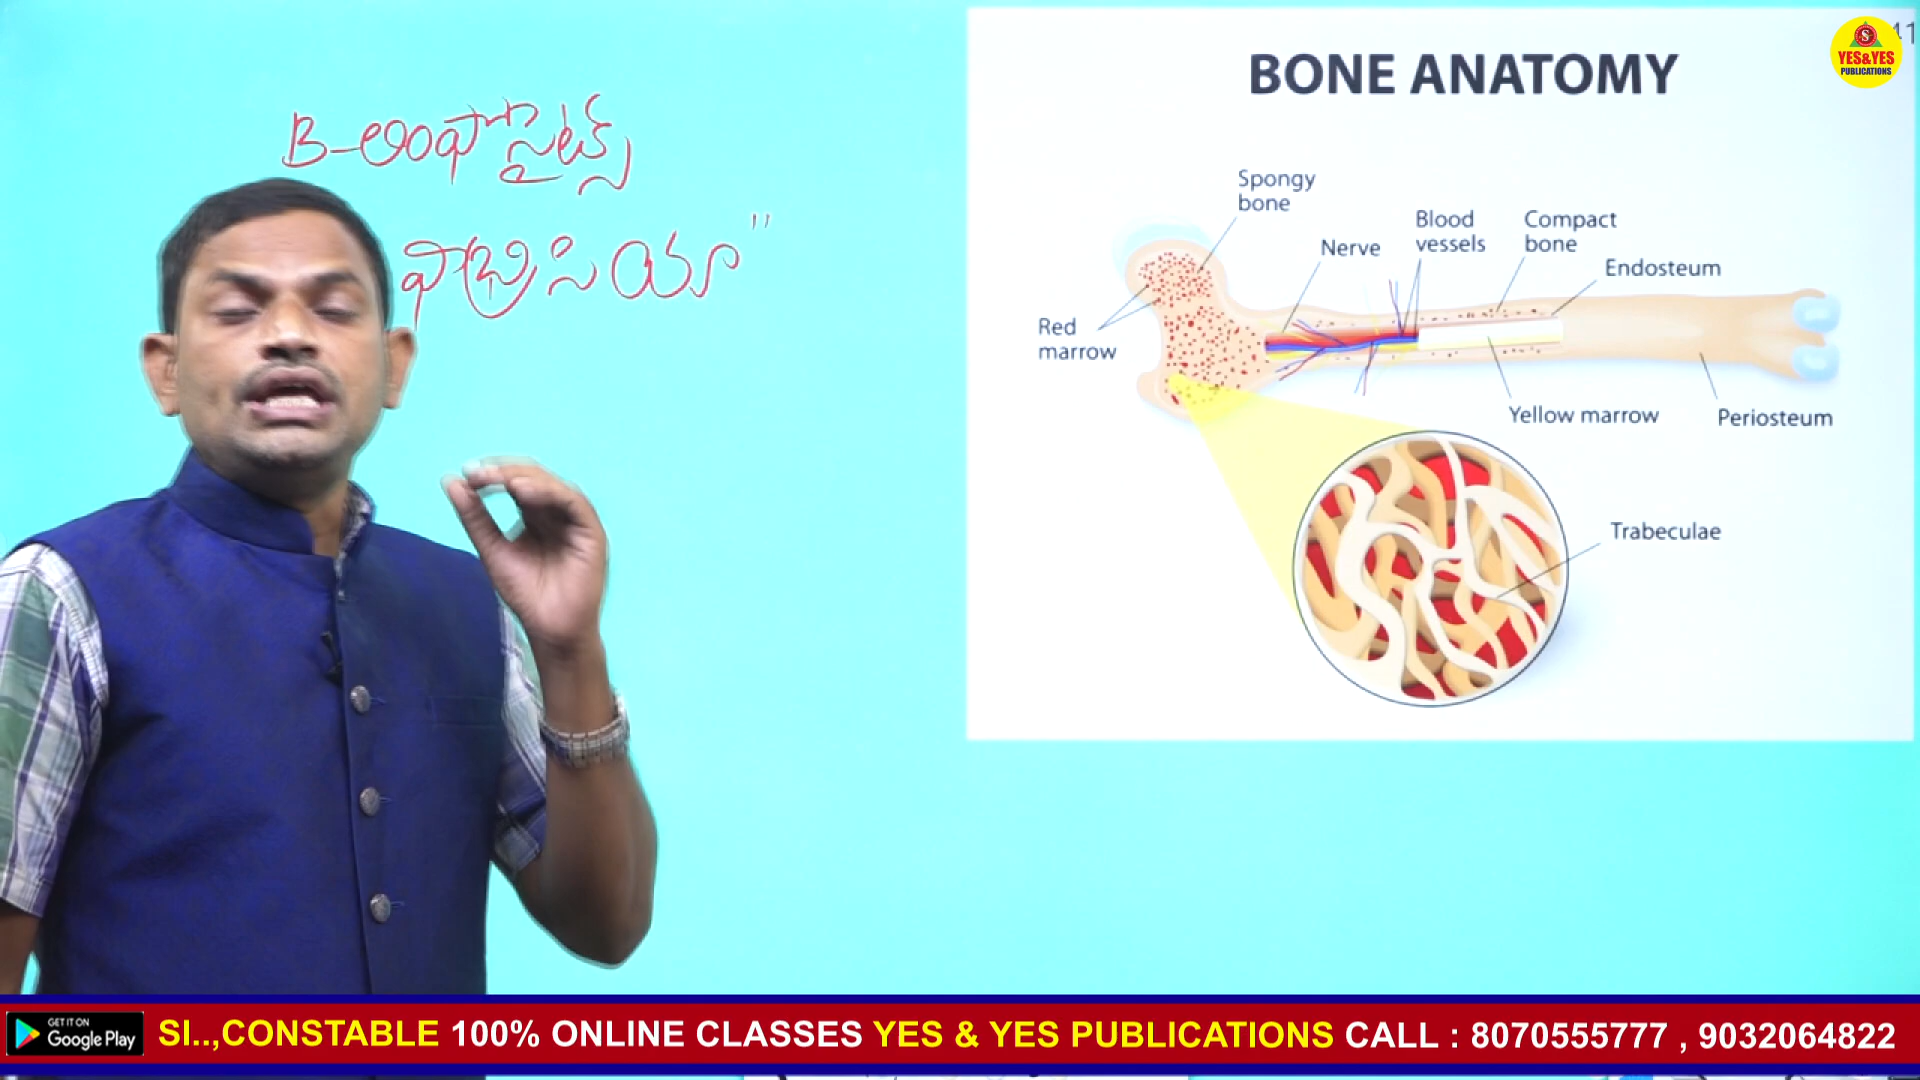 41
YES&YES
PUBLICATIONS
BONE ANATOMY
B-లింఫోసైట్స్
ఫాబ్రిసియా"
Spongy
bone
Nerve
Blood
vessels
Compact
bone
Endosteum
Red
marrow
Yellow marrow
Periosteum
Trabeculae
GET IT ON
Google Play
SI..,CONSTABLE 100% ONLINE CLASSES YES & YES PUBLICATIONS CALL : 8070555777 , 9032064822